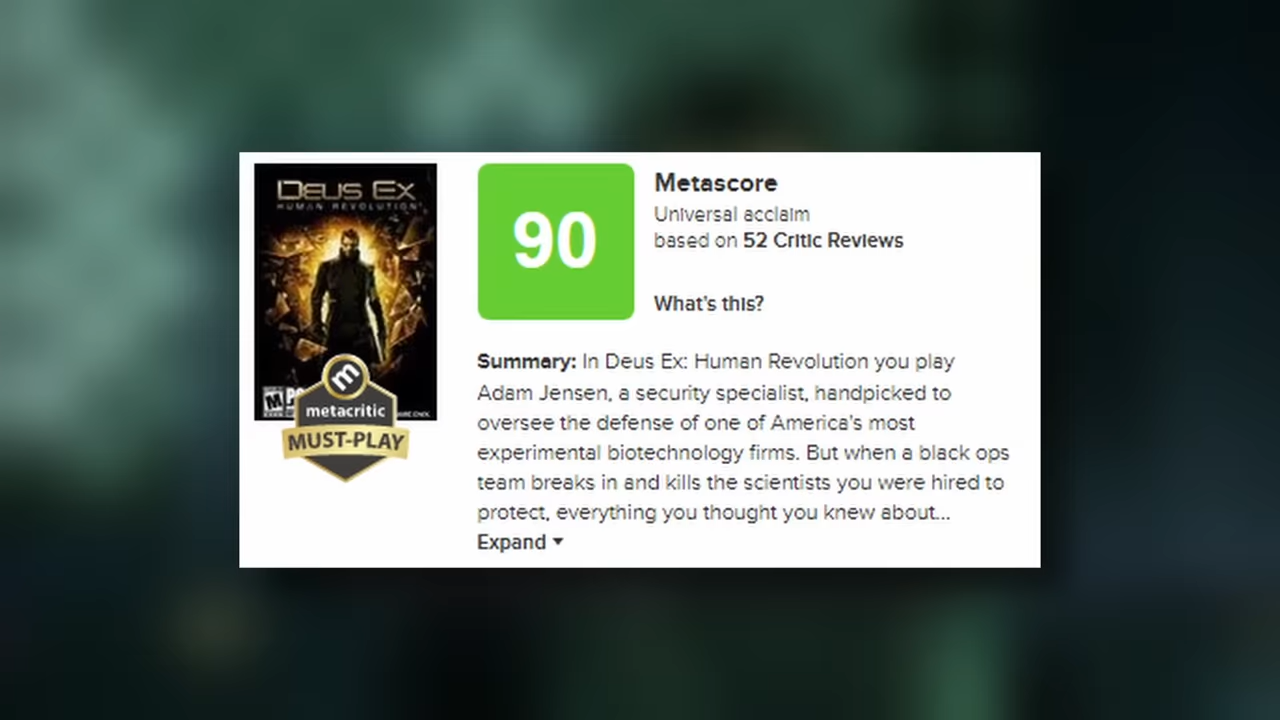 DEUS EX
HUMAN REVOLUTION
M
PC
metacritic
MUST-PLAY
90
Metascore
Universal acclaim
based on 52 Critic Reviews
What's this?
Summary: In Deus Ex: Human Revolution you play
Adam Jensen, a security specialist, handpicked to
oversee the defense of one of America's most
experimental biotechnology firms. But when a black ops
team breaks in and kills the scientists you were hired to
protect, everything you thought you knew about...
Expand